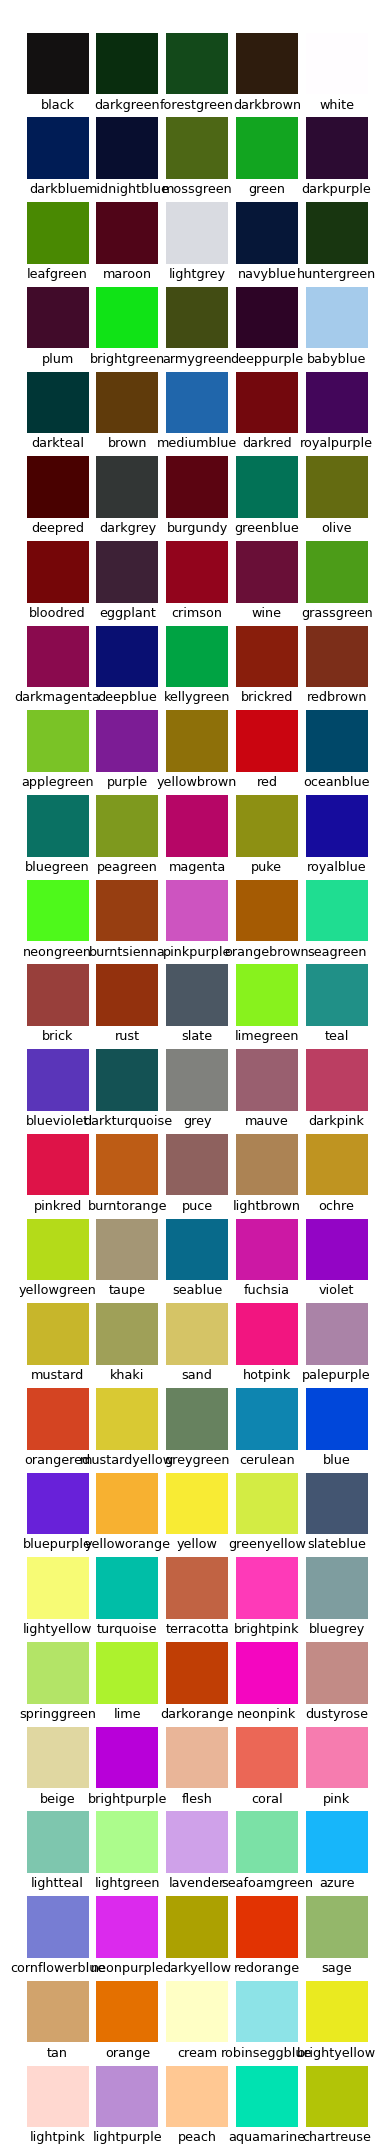 black darkgreen forestgreen darkbrown white
darkblue midnightblue mossgreen green darkpurple
leafgreen maroon lightgrey navyblue huntergreen
plum brightgreen armygreen deeppurple babyblue
darkteal brown mediumblue darkred royalpurple
deepred darkgrey burgundy greenblue olive
bloodred eggplant crimson wine grassgreen
darkmagenta deepblue kellygreen brickred redbrown
applegreen purple yellowbrown red oceanblue
bluegreen peagreen magenta puke royalblue
neongreen burntsienna pinkpurple orangebrown seagreen
brick rust slate limegreen teal
blueviolet darkturquoise grey mauve darkpink
pinkred burntorange puce lightbrown ochre
yellowgreen taupe seablue fuchsia violet
mustard khaki sand hotpink palepurple
orangered mustardyellow greygreen cerulean blue
bluepurple yelloworange yellow greenyellow slateblue
lightyellow turquoise terracotta brightpink bluegrey
springgreen lime darkorange neonpink dustyrose
beige brightpurple flesh coral pink
lightteal lightgreen lavender seafoamgreen azure
cornflowerblue neonpurple darkyellow redorange sage
tan orange cream robinseggblue brightyellow
lightpink lightpurple peach aquamarine chartreuse